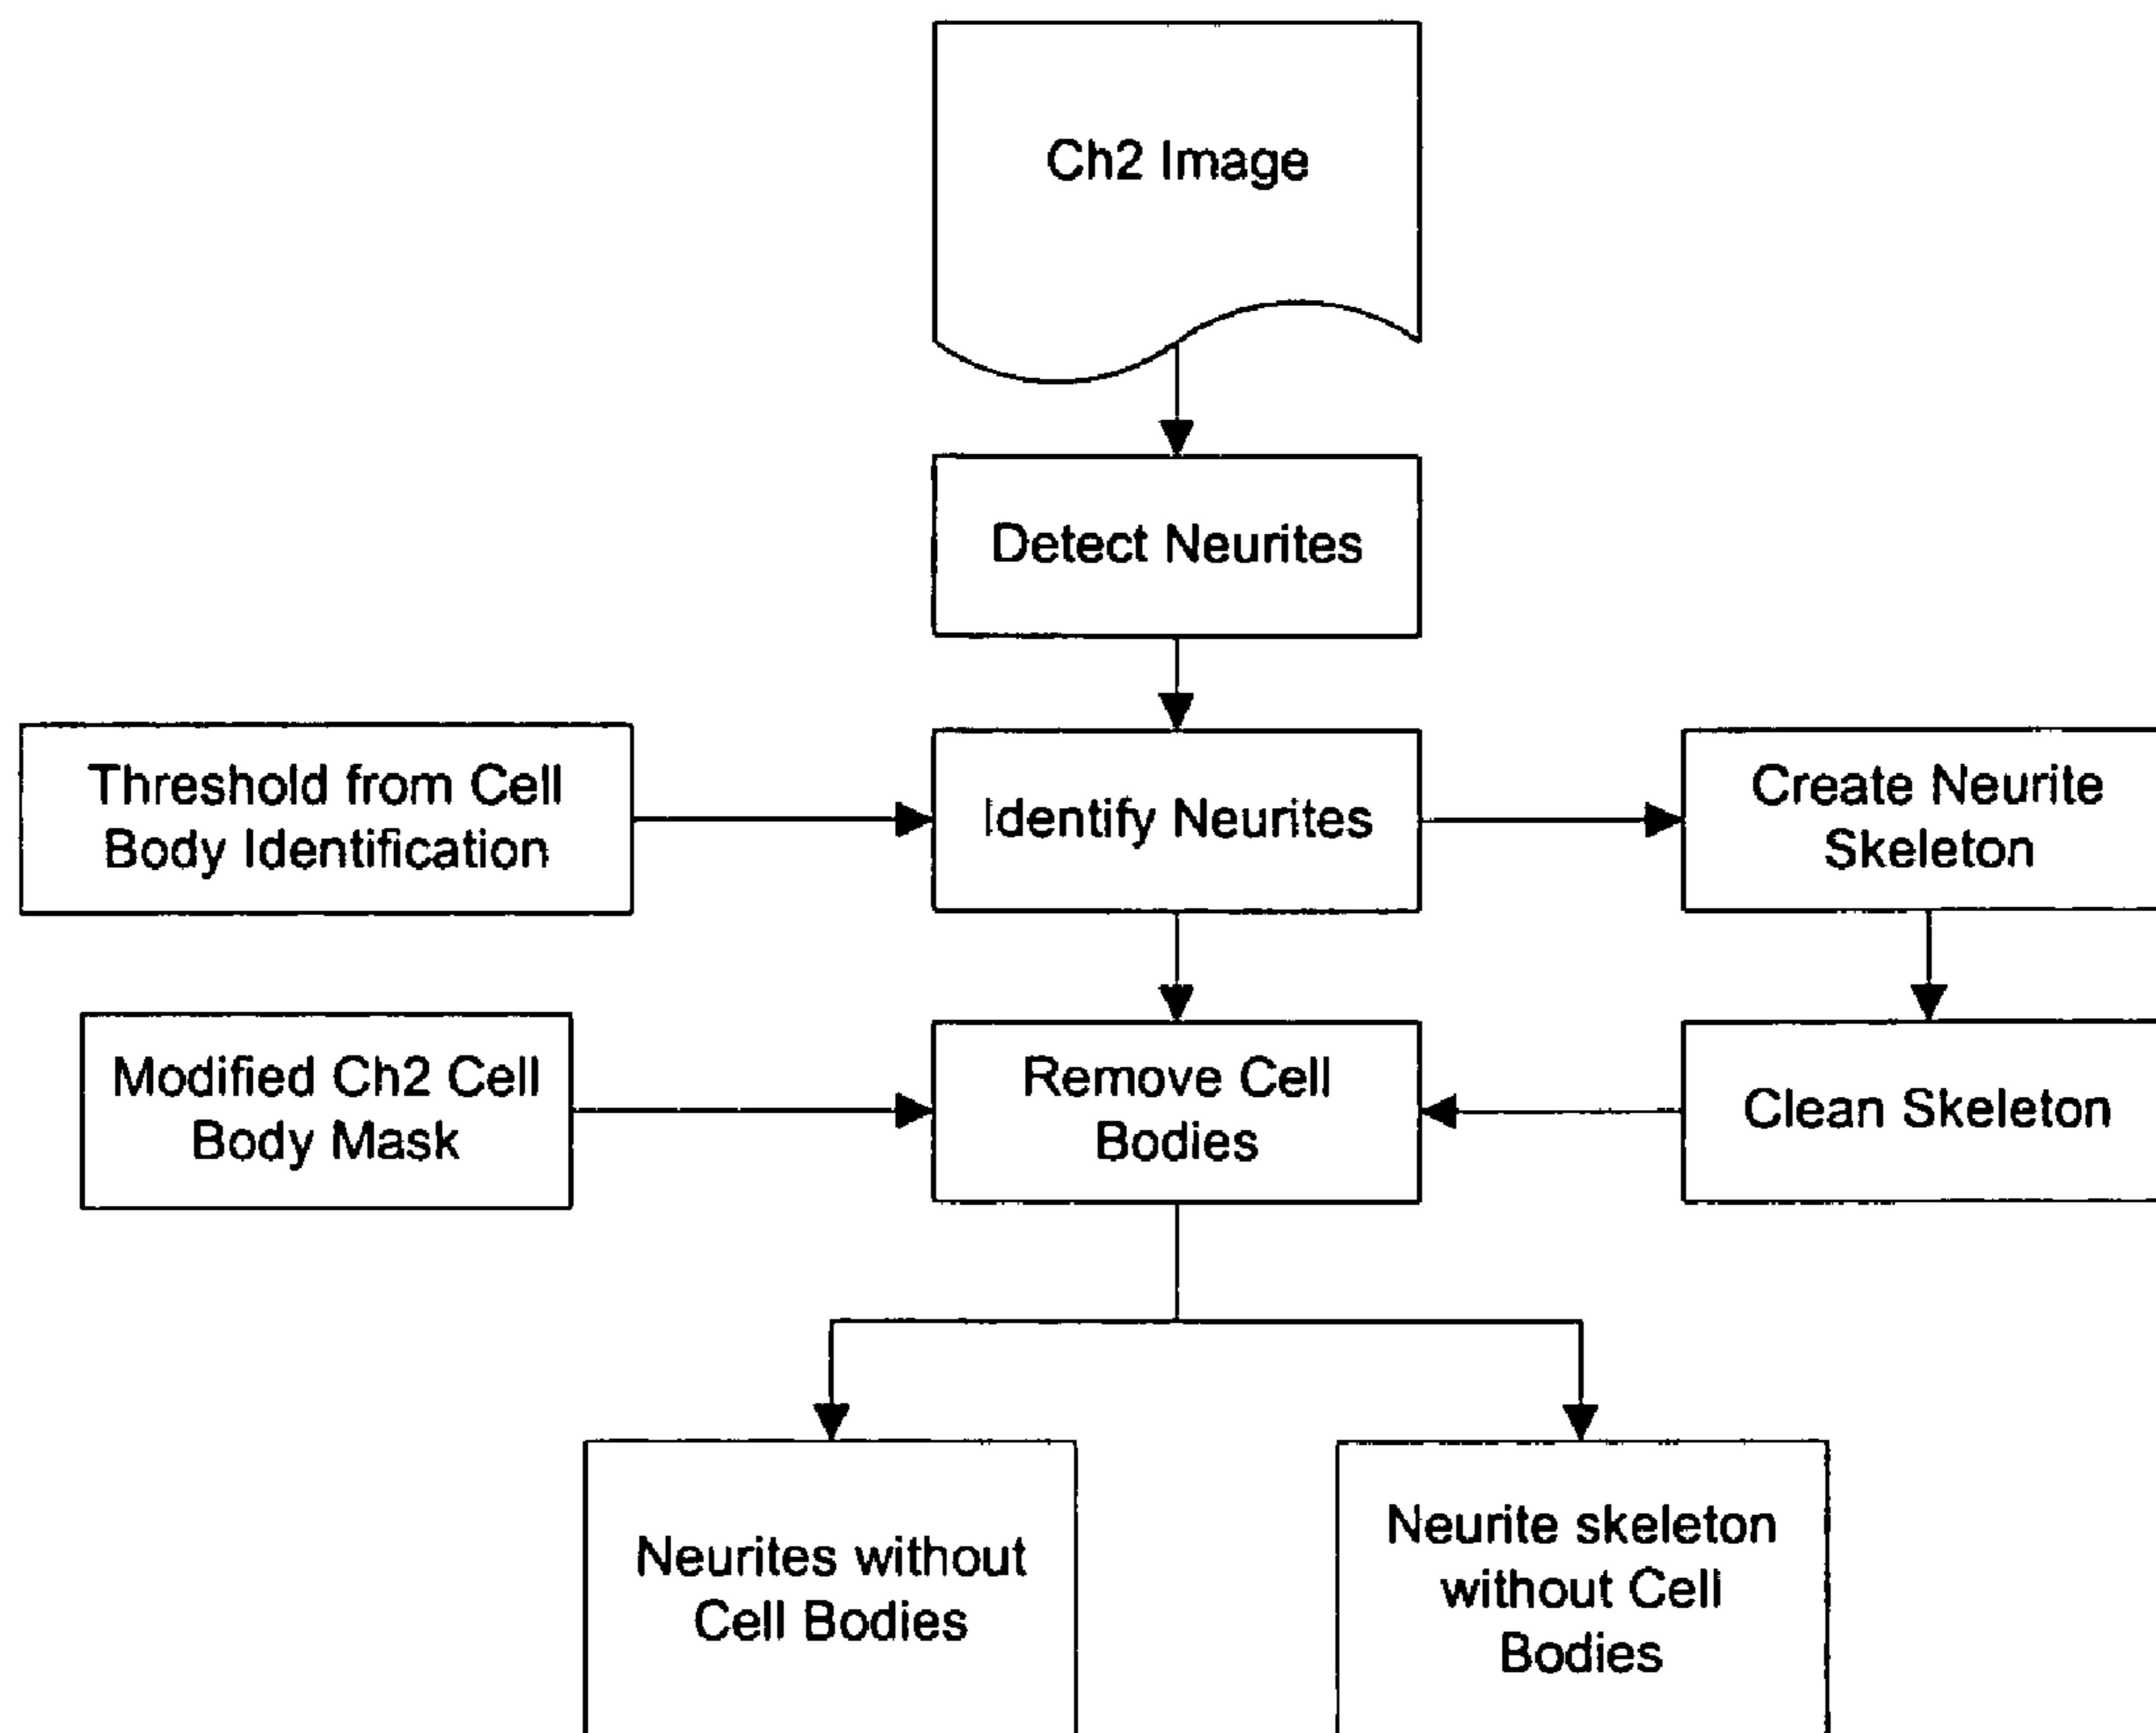 Ch2 Image
Detect Neurites
Threshold from Cell
Body Identification
Identify Neurites
Create Neurite
Skeleton
Modified Ch2 Cell
Body Mask
Remove Cell
Bodies
Clean Skeleton
Neurites without
Cell Bodies
Neurite skeleton
without Cell
Bodies